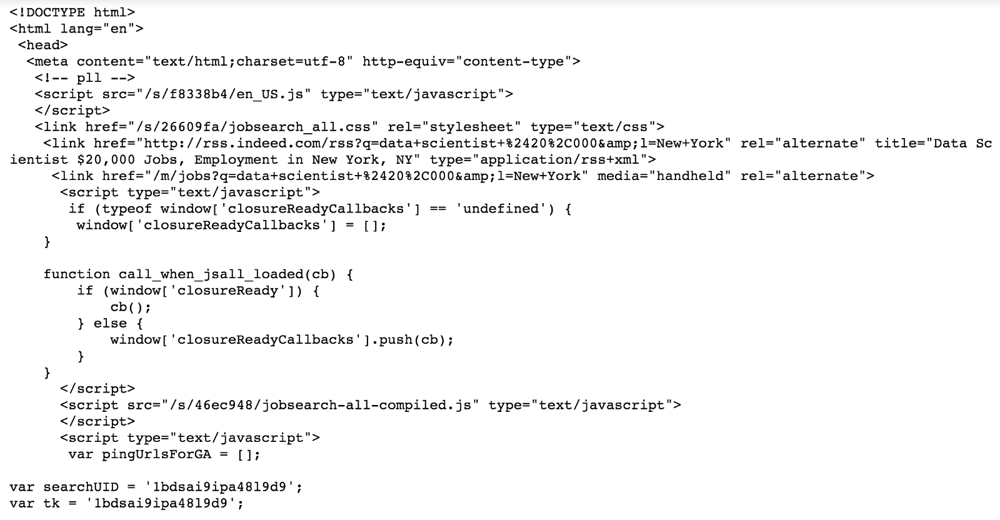 <!DOCTYPE html>
<html lang="en">
 <head>
  <meta content="text/html;charset=utf-8" http-equiv="content-type">
   <!-- pll -->
   <script src="/s/f8338b4/en_US.js" type="text/javascript">
   </script>
   <link href="/s/26609fa/jobsearch_all.css" rel="stylesheet" type="text/css">
    <link href="http://rss.indeed.com/rss?q=data+scientist+%2420%2C000&amp;l=New+York" rel="alternate" title="Data Sc
ientist $20,000 Jobs, Employment in New York, NY" type="application/rss+xml">
     <link href="/m/jobs?q=data+scientist+%2420%2C000&amp;l=New+York" media="handheld" rel="alternate">
      <script type="text/javascript">
       if (typeof window['closureReadyCallbacks'] == 'undefined') {
        window['closureReadyCallbacks'] = [];
    }

    function call_when_jsall_loaded(cb) {
        if (window['closureReady']) {
            cb();
        } else {
            window['closureReadyCallbacks'].push(cb);
        }
    }
      </script>
      <script src="/s/46ec948/jobsearch-all-compiled.js" type="text/javascript">
      </script>
      <script type="text/javascript">
       var pingUrlsForGA = [];

var searchUID = '1bdsai9ipa48l9d9';
var tk = '1bdsai9ipa48l9d9';